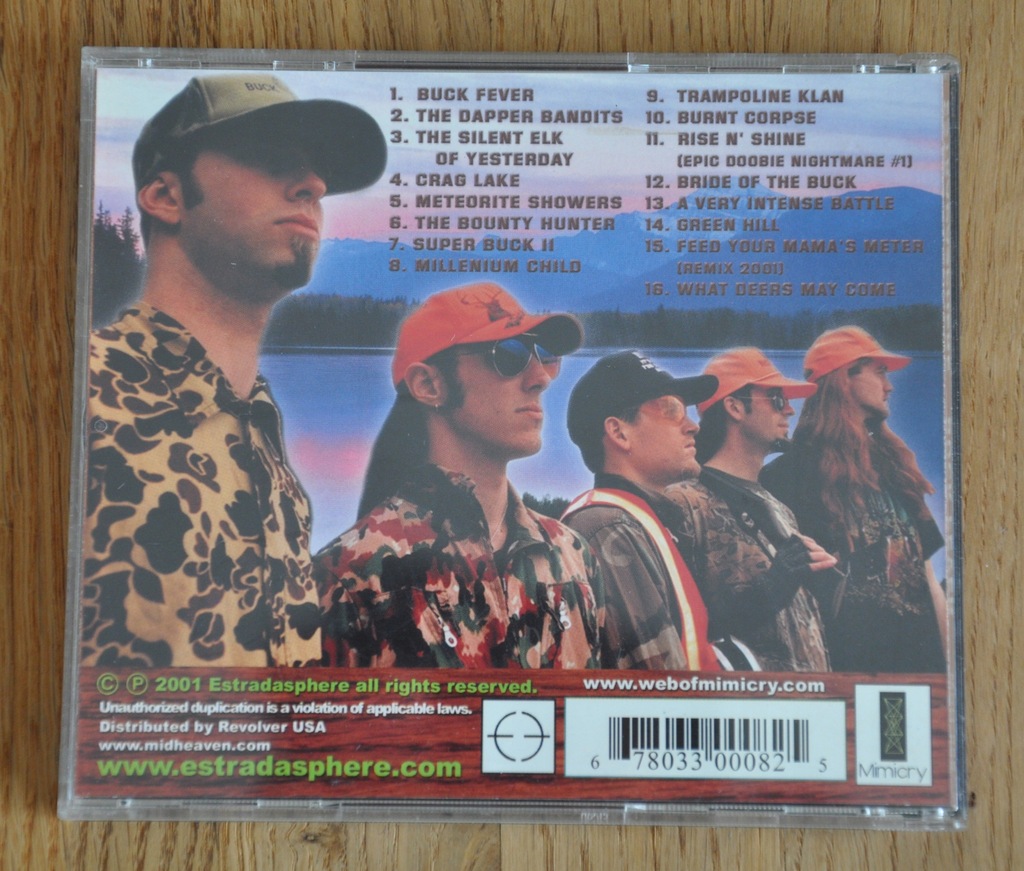 BUCK
1. BUCK FEVER
2. THE DAPPER BANDITS
3. THE SILENT ELK
OF YESTERDAY
4. CRAG LAKE
5. METEORITE SHOWERS
6. THE BOUNTY HUNTER
7. SUPER BUCK II
8. MILLENIUM CHILD
9. TRAMPOLINE KLAN
10. BURNT CORPSE
11. RISE N' SHINE
(EPIC DOOBIE NIGHTMARE #1)
12. BRIDE OF THE BUCK
13. A VERY INTENSE BATTLE
14. GREEN HILL
15. FEED YOUR MAMA'S METER
(REMIX 2001)
16. WHAT DEERS MAY COME
© ℗ 2001 Estradasphere all rights reserved.
Unauthorized duplication is a violation of applicable laws.
Distributed by Revolver USA
www.midheaven.com
www.estradasphere.com
www.webofmimicry.com
6 78033 00082 5
Mimicry